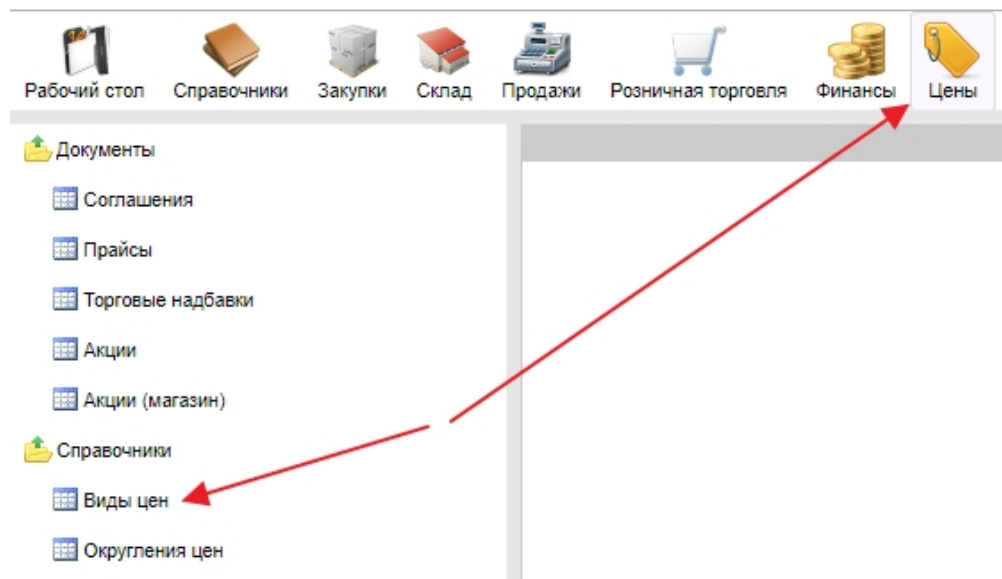 Рабочий стол Справочники Закупки Склад Продажи Розничная торговля Финансы Цены
Документы
Соглашения
Прайсы
Торговые надбавки
Акции
Акции (магазин)
Справочники
Виды цен
Округления цен